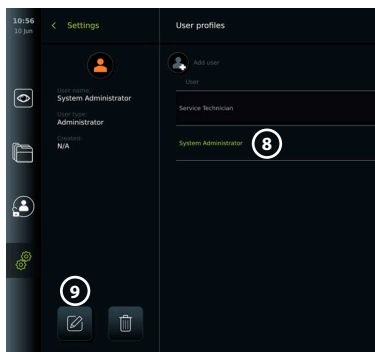 10:56
10 Jun
Settings
User profiles
Add user
User
User name:
System Administrator
User type:
Administrator
Created:
N/A
Service Technician
System Administrator
8
9